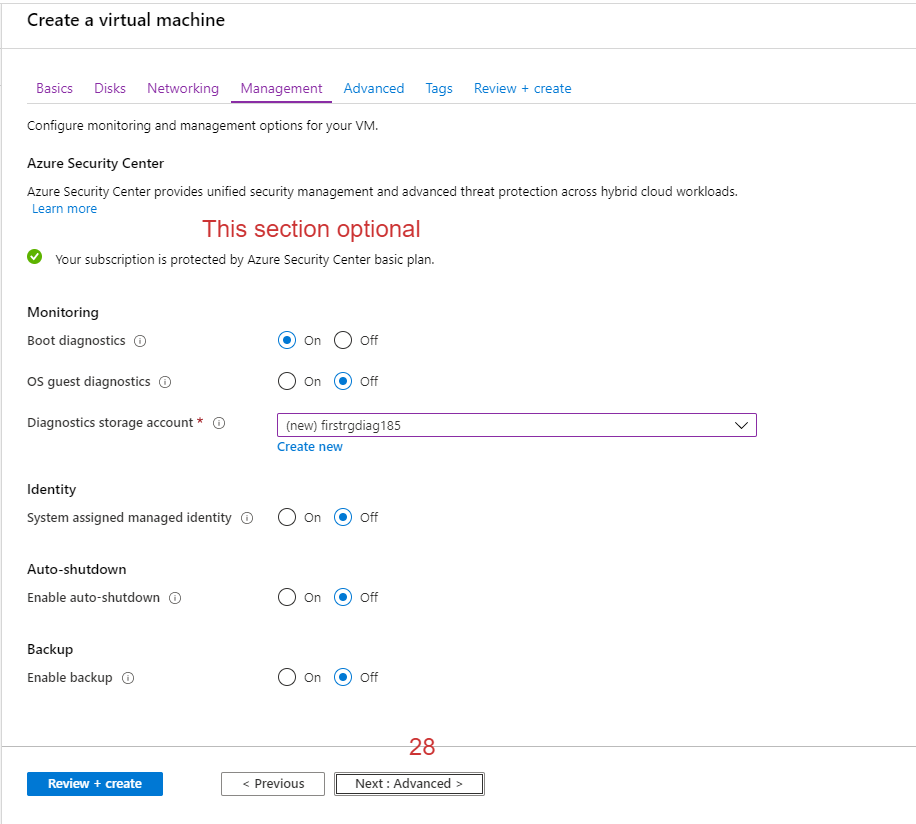 Create a virtual machine
Basics Disks Networking Management Advanced Tags Review + create
Configure monitoring and management options for your VM.
Azure Security Center
Azure Security Center provides unified security management and advanced threat protection across hybrid cloud workloads.
Learn more
This section optional
Your subscription is protected by Azure Security Center basic plan.
Monitoring
Boot diagnostics On Off
OS guest diagnostics On Off
Diagnostics storage account * (new) firstrgdiag185
Create new
Identity
System assigned managed identity On Off
Auto-shutdown
Enable auto-shutdown On Off
Backup
Enable backup On Off
28
Review + create < Previous Next : Advanced >